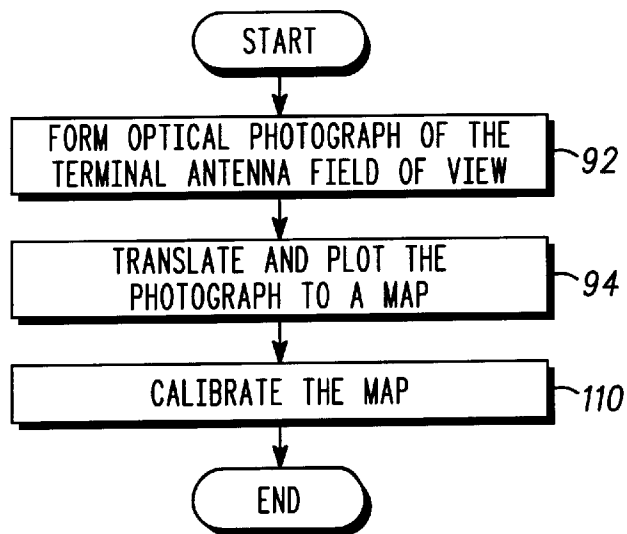 START
FORM OPTICAL PHOTOGRAPH OF THE
TERMINAL ANTENNA FIELD OF VIEW
92
TRANSLATE AND PLOT THE
PHOTOGRAPH TO A MAP
94
CALIBRATE THE MAP
110
END